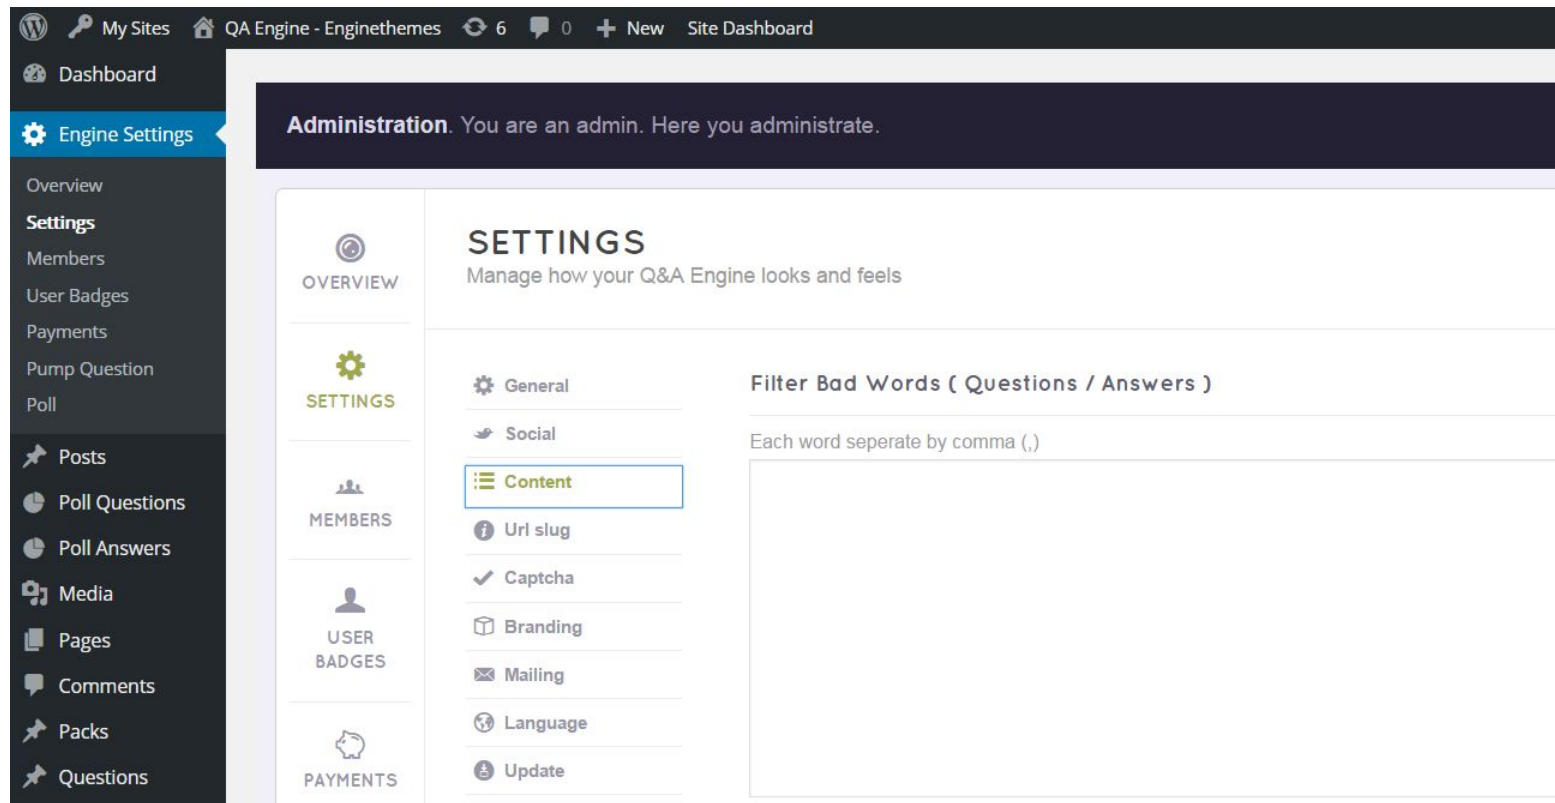 My Sites QA Engine - Enginethemes 6 0 New Site Dashboard
Dashboard
Engine Settings
Overview
Settings
Members
User Badges
Payments
Pump Question
Poll
Posts
Poll Questions
Poll Answers
Media
Pages
Comments
Packs
Questions
Administration. You are an admin. Here you administrate.
OVERVIEW
SETTINGS
MEMBERS
USER
BADGES
PAYMENTS
SETTINGS
Manage how your Q&A Engine looks and feels
General
Social
Content
Url slug
Captcha
Branding
Mailing
Language
Update
Filter Bad Words ( Questions / Answers )
Each word seperate by comma (,)